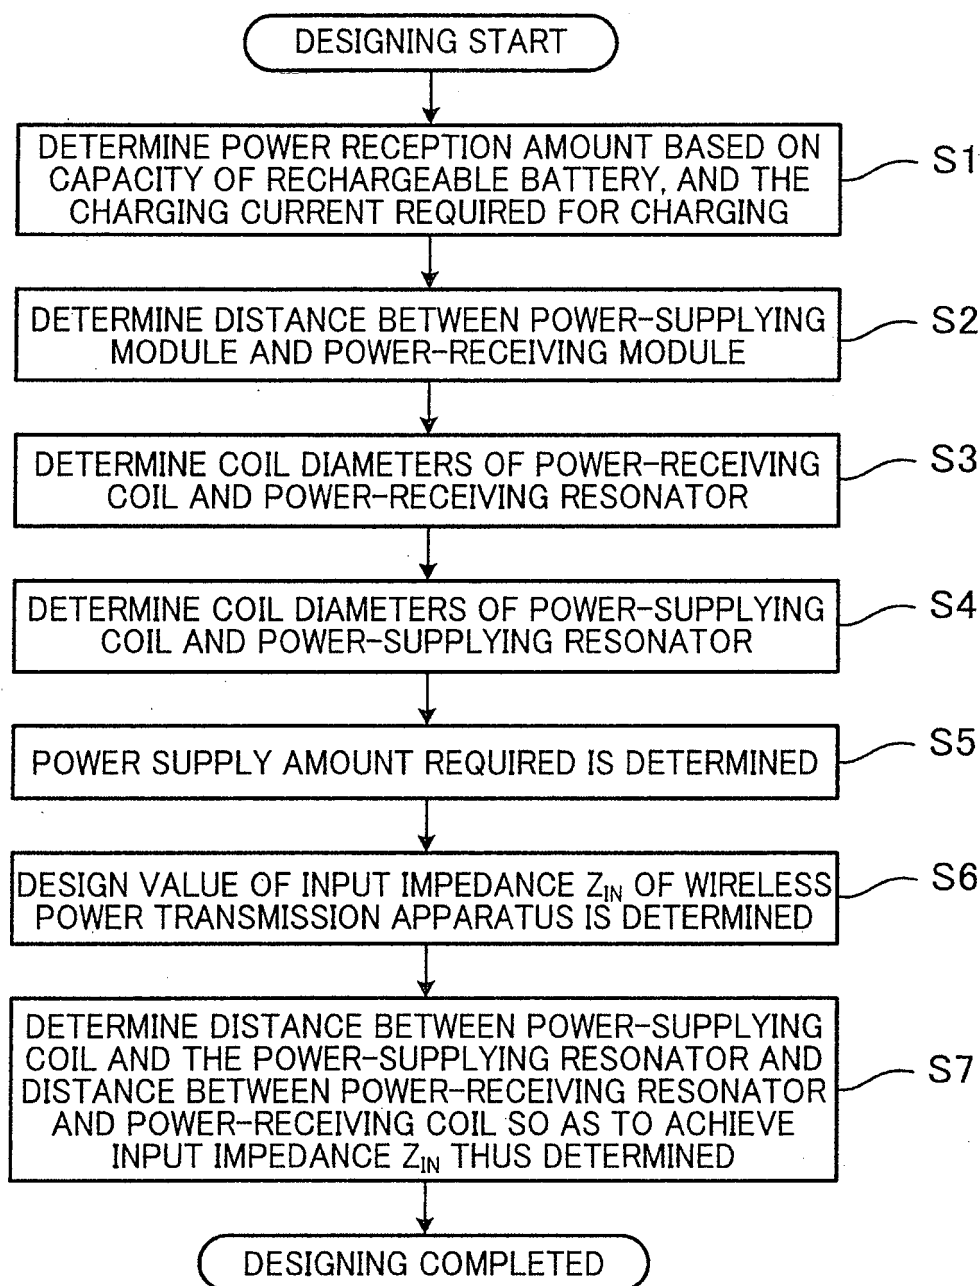 DESIGNING START
DETERMINE POWER RECEPTION AMOUNT BASED ON
CAPACITY OF RECHARGEABLE BATTERY, AND THE
CHARGING CURRENT REQUIRED FOR CHARGING
S1
DETERMINE DISTANCE BETWEEN POWER-SUPPLYING
MODULE AND POWER-RECEIVING MODULE
S2
DETERMINE COIL DIAMETERS OF POWER-RECEIVING
COIL AND POWER-RECEIVING RESONATOR
S3
DETERMINE COIL DIAMETERS OF POWER-SUPPLYING
COIL AND POWER-SUPPLYING RESONATOR
S4
POWER SUPPLY AMOUNT REQUIRED IS DETERMINED
S5
DESIGN VALUE OF INPUT IMPEDANCE ZIN OF WIRELESS
POWER TRANSMISSION APPARATUS IS DETERMINED
S6
DETERMINE DISTANCE BETWEEN POWER-SUPPLYING
COIL AND THE POWER-SUPPLYING RESONATOR AND
DISTANCE BETWEEN POWER-RECEIVING RESONATOR
AND POWER-RECEIVING COIL SO AS TO ACHIEVE
INPUT IMPEDANCE ZIN THUS DETERMINED
S7
DESIGNING COMPLETED